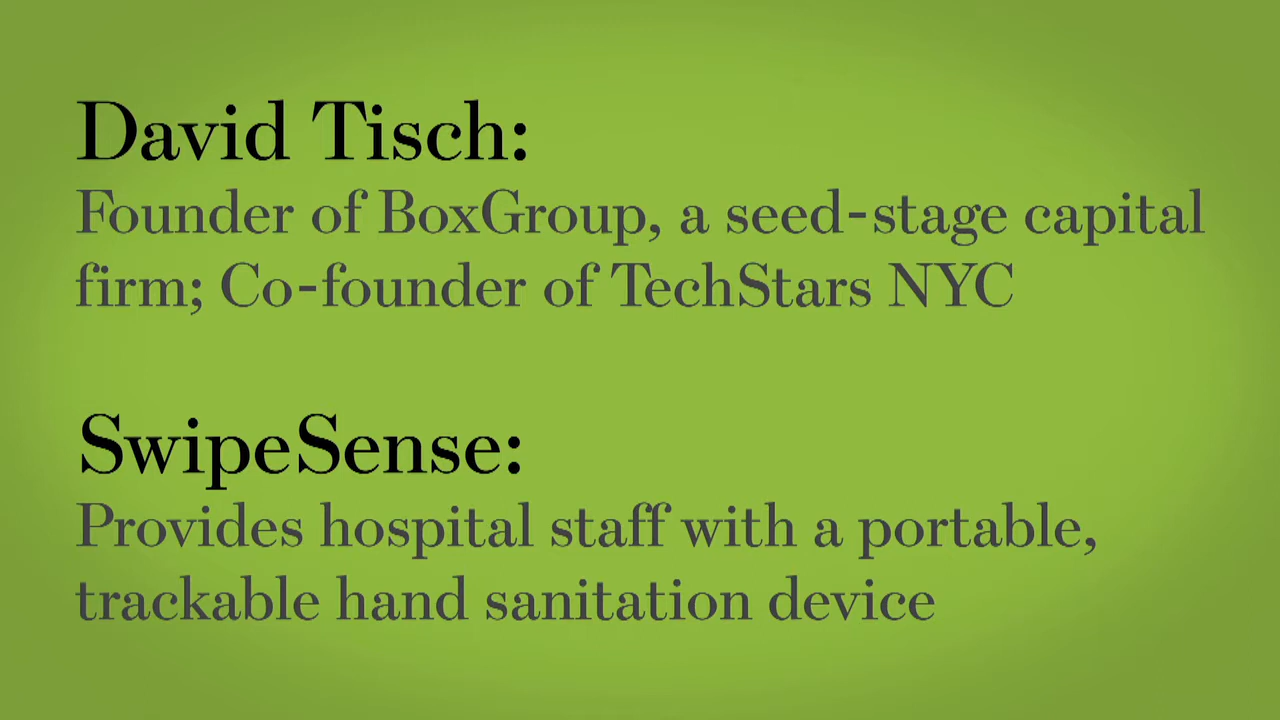 David Tisch:
Founder of BoxGroup, a seed-stage capital
firm; Co-founder of TechStars NYC
SwipeSense:
Provides hospital staff with a portable,
trackable hand sanitation device